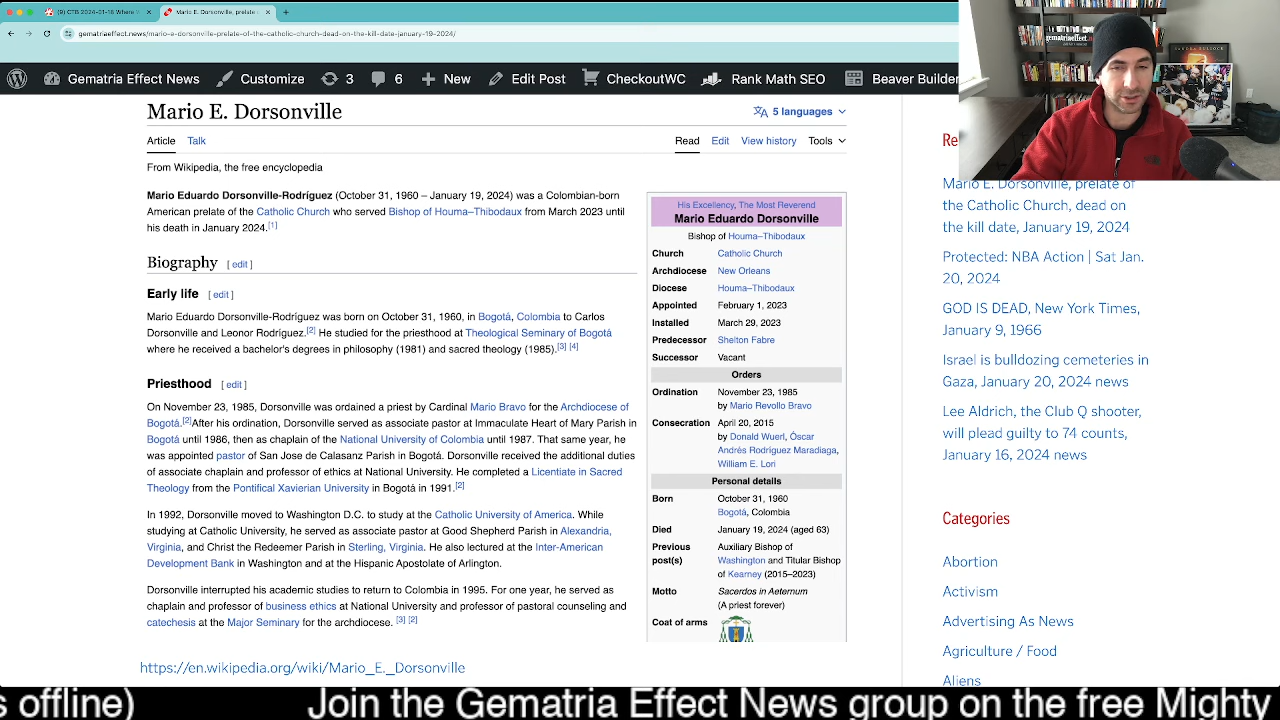 (9) CTB 2024-01-18 Where W
Mario E. Dorsonville, prelate
gematriaeffect.news/mario-e-dorsonville-prelate-of-the-catholic-church-dead-on-the-kill-date-january-19-2024/
Gematria Effect News
Customize
3
6
New
Edit Post
CheckoutWC
Rank Math SEO
Beaver Builder
Mario E. Dorsonville
5 languages
Article Talk
Read Edit View history Tools
From Wikipedia, the free encyclopedia
Mario Eduardo Dorsonville-Rodríguez (October 31, 1960 – January 19, 2024) was a Colombian-born
American prelate of the Catholic Church who served Bishop of Houma–Thibodaux from March 2023 until
his death in January 2024.[1]
Biography [ edit ]
Early life [ edit ]
Mario Eduardo Dorsonville-Rodríguez was born on October 31, 1960, in Bogotá, Colombia to Carlos
Dorsonville and Leonor Rodríguez.[2] He studied for the priesthood at Theological Seminary of Bogotá
where he received a bachelor's degrees in philosophy (1981) and sacred theology (1985).[3] [4]
Priesthood [ edit ]
On November 23, 1985, Dorsonville was ordained a priest by Cardinal Mario Bravo for the Archdiocese of
Bogotá.[2]After his ordination, Dorsonville served as associate pastor at Immaculate Heart of Mary Parish in
Bogotá until 1986, then as chaplain of the National University of Colombia until 1987. That same year, he
was appointed pastor of San Jose de Calasanz Parish in Bogotá. Dorsonville received the additional duties
of associate chaplain and professor of ethics at National University. He completed a Licentiate in Sacred
Theology from the Pontifical Xavierian University in Bogotá in 1991.[2]
In 1992, Dorsonville moved to Washington D.C. to study at the Catholic University of America. While
studying at Catholic University, he served as associate pastor at Good Shepherd Parish in Alexandria,
Virginia, and Christ the Redeemer Parish in Sterling, Virginia. He also lectured at the Inter-American
Development Bank in Washington and at the Hispanic Apostolate of Arlington.
Dorsonville interrupted his academic studies to return to Colombia in 1995. For one year, he served as
chaplain and professor of business ethics at National University and professor of pastoral counseling and
catechesis at the Major Seminary for the archdiocese. [3] [2]
https://en.wikipedia.org/wiki/Mario_E._Dorsonville
His Excellency, The Most Reverend
Mario Eduardo Dorsonville
Bishop of Houma–Thibodaux
Church Catholic Church
Archdiocese New Orleans
Diocese Houma–Thibodaux
Appointed February 1, 2023
Installed March 29, 2023
Predecessor Shelton Fabre
Successor Vacant
Orders
Ordination November 23, 1985
by Mario Revollo Bravo
Consecration April 20, 2015
by Donald Wuerl, Óscar
Andrés Rodríguez Maradiaga,
William E. Lori
Personal details
Born October 31, 1960
Bogotá, Colombia
Died January 19, 2024 (aged 63)
Previous Auxiliary Bishop of
post(s) Washington and Titular Bishop
of Kearney (2015–2023)
Motto Sacerdos in Aeternum
(A priest forever)
Coat of arms
Re
Mario E. Dorsonville, prelate of
the Catholic Church, dead on
the kill date, January 19, 2024
Protected: NBA Action | Sat Jan.
20, 2024
GOD IS DEAD, New York Times,
January 9, 1966
Israel is bulldozing cemeteries in
Gaza, January 20, 2024 news
Lee Aldrich, the Club Q shooter,
will plead guilty to 74 counts,
January 16, 2024 news
Categories
Abortion
Activism
Advertising As News
Agriculture / Food
Aliens
gematriaeffect.news
SANDRA BULLOCK
s offline) Join the Gematria Effect News group on the free Mighty